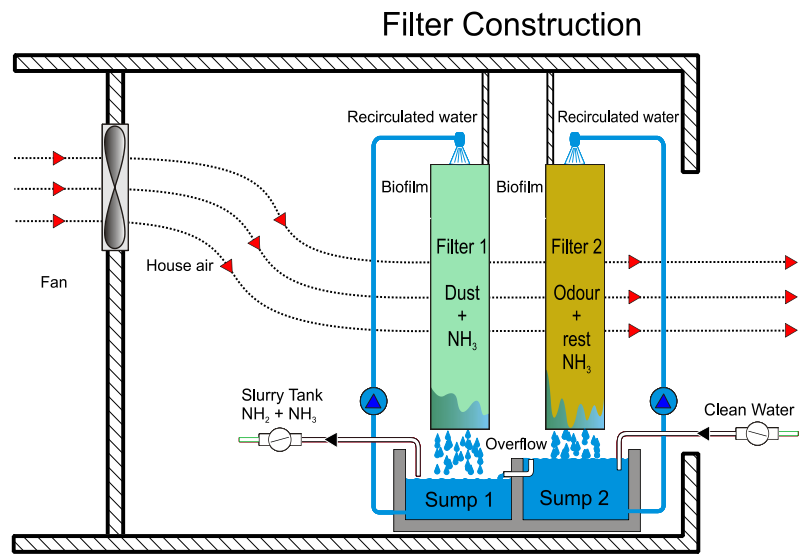 Filter Construction
Recirculated water
Recirculated water
Biofilm
Biofilm
Filter 1
Filter 2
House air
Fan
Dust
+
NH₃
Odour
+
rest
NH₃
Slurry Tank
NH₂ + NH₃
Clean Water
Overflow
Sump 1
Sump 2